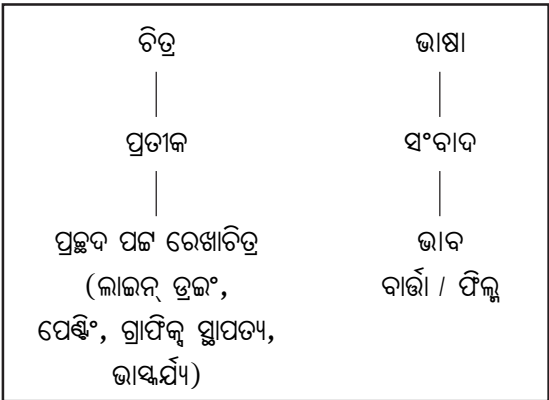 ଚିତ୍ର
ପ୍ରତୀକ
ପ୍ରଚ୍ଛଦ ପଟ୍ଟ ରେଖାଚିତ୍ର
(ଲାଇନ୍ ଡ୍ରଇଂ,
ପେଣ୍ଟିଂ, ଗ୍ରାଫିକ୍ସ ସ୍ଥାପତ୍ୟ,
ଭାସ୍କର୍ଯ୍ୟ)
ଭାଷା
ସଂବାଦ
ଭାବ
ବାର୍ତ୍ତା / ଫିଲ୍ମ